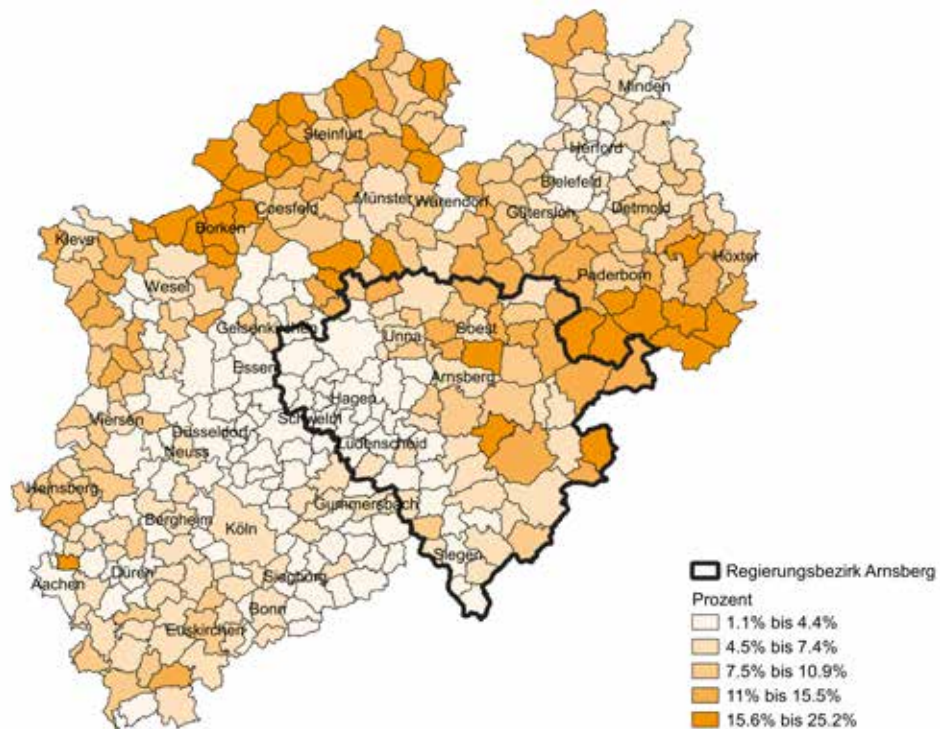 Minden
Steinfurt
Herford
Bielefeld
Münster
Warendorf
Coesfeld
Gütersloh
Detmold
Borken
Kleve
Höxter
Paderborn
Wesel
Gelsenkirchen
Unna
Soest
Essen
Arnsberg
Hagen
Viersen
Schwelm
Düsseldorf
Lüdenscheid
Neuss
Heinsberg
Gummersbach
Bergheim
Köln
Siegen
Aachen
Düren
Siegburg
Bonn
Euskirchen
Regierungsbezirk Arnsberg
Prozent
1.1% bis 4.4%
4.5% bis 7.4%
7.5% bis 10.9%
11% bis 15.5%
15.6% bis 25.2%